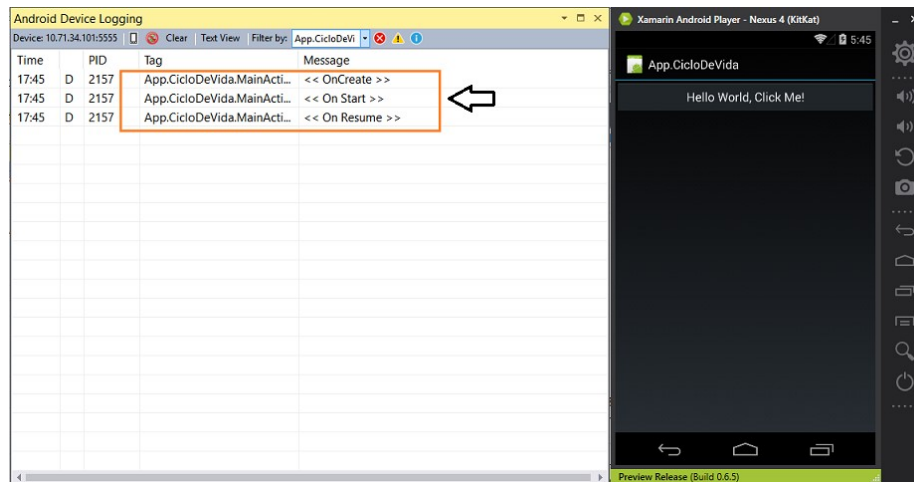 Android Device Logging
Device: 10.71.34.101:5555 Clear Text View Filter by: App.CicloDeVi
Time PID Tag Message
17:45 D 2157 App.CicloDeVida.MainActi... << OnCreate >>
17:45 D 2157 App.CicloDeVida.MainActi... << On Start >>
17:45 D 2157 App.CicloDeVida.MainActi... << On Resume >>
Xamarin Android Player - Nexus 4 (KitKat)
5:45
App.CicloDeVida
Hello World, Click Me!
Preview Release (Build 0.6.5)